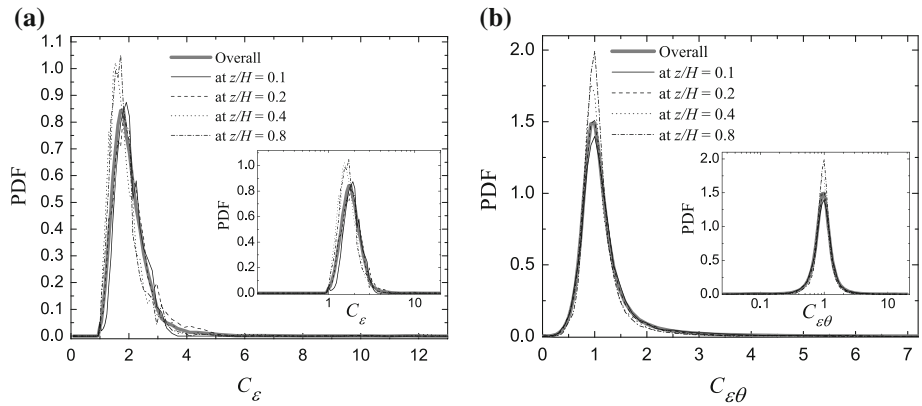 (a)
PDF
1.1
1.0
0.9
0.8
0.7
0.6
0.5
0.4
0.3
0.2
0.1
0.0
Overall
at z/H = 0.1
at z/H = 0.2
at z/H = 0.4
at z/H = 0.8
PDF
1.0
0.8
0.6
0.4
0.2
0.0
1 10
Cε
0 2 4 6 8 10 12
Cε
(b)
PDF
2.0
1.5
1.0
0.5
0.0
Overall
at z/H = 0.1
at z/H = 0.2
at z/H = 0.4
at z/H = 0.8
PDF
2.0
1.5
1.0
0.5
0.0
0.1 1 10
Cεθ
0 1 2 3 4 5 6 7
Cεθ